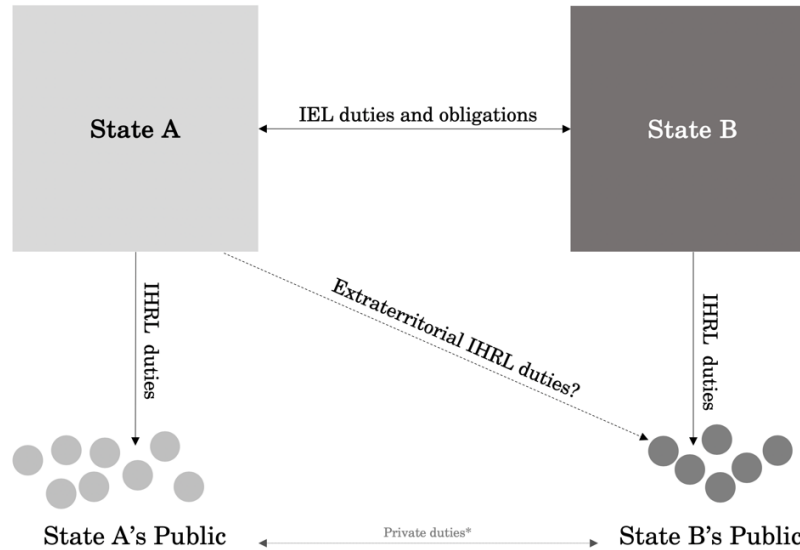 IEL duties and obligations
State A
State B
IHRL duties
Extraterritorial IHRL duties?
IHRL duties
State A's Public
Private duties*
State B's Public